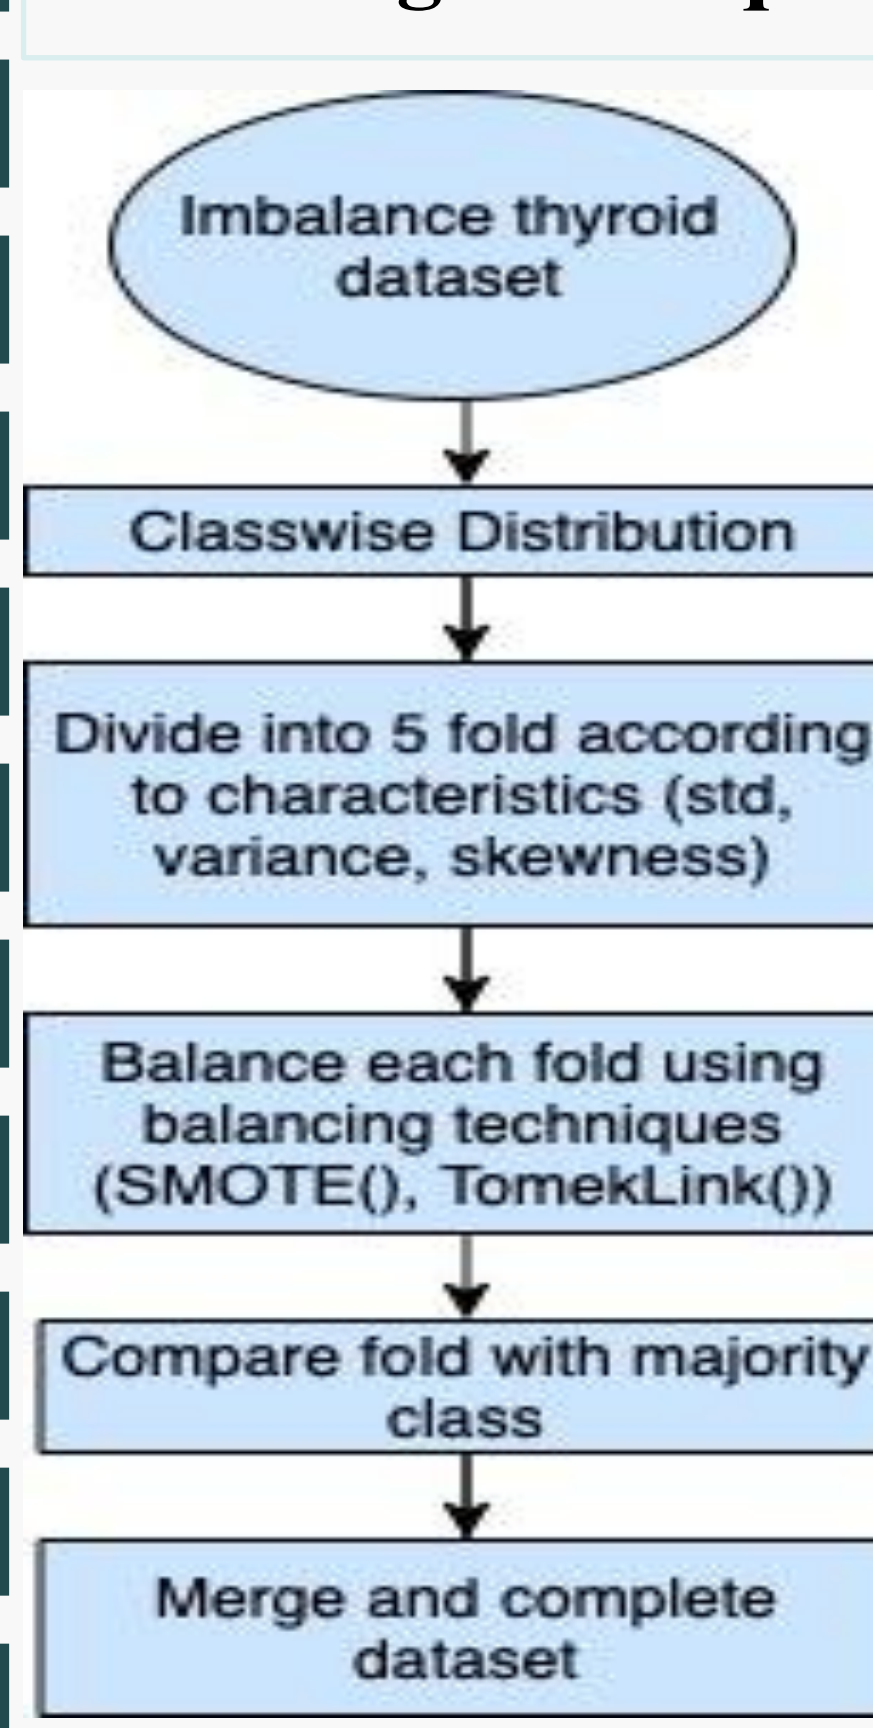 Imbalance thyroid
dataset
Classwise Distribution
Divide into 5 fold according
to characteristics (std,
variance, skewness)
Balance each fold using
balancing techniques
(SMOTE(), TomekLink())
Compare fold with majority
class
Merge and complete
dataset